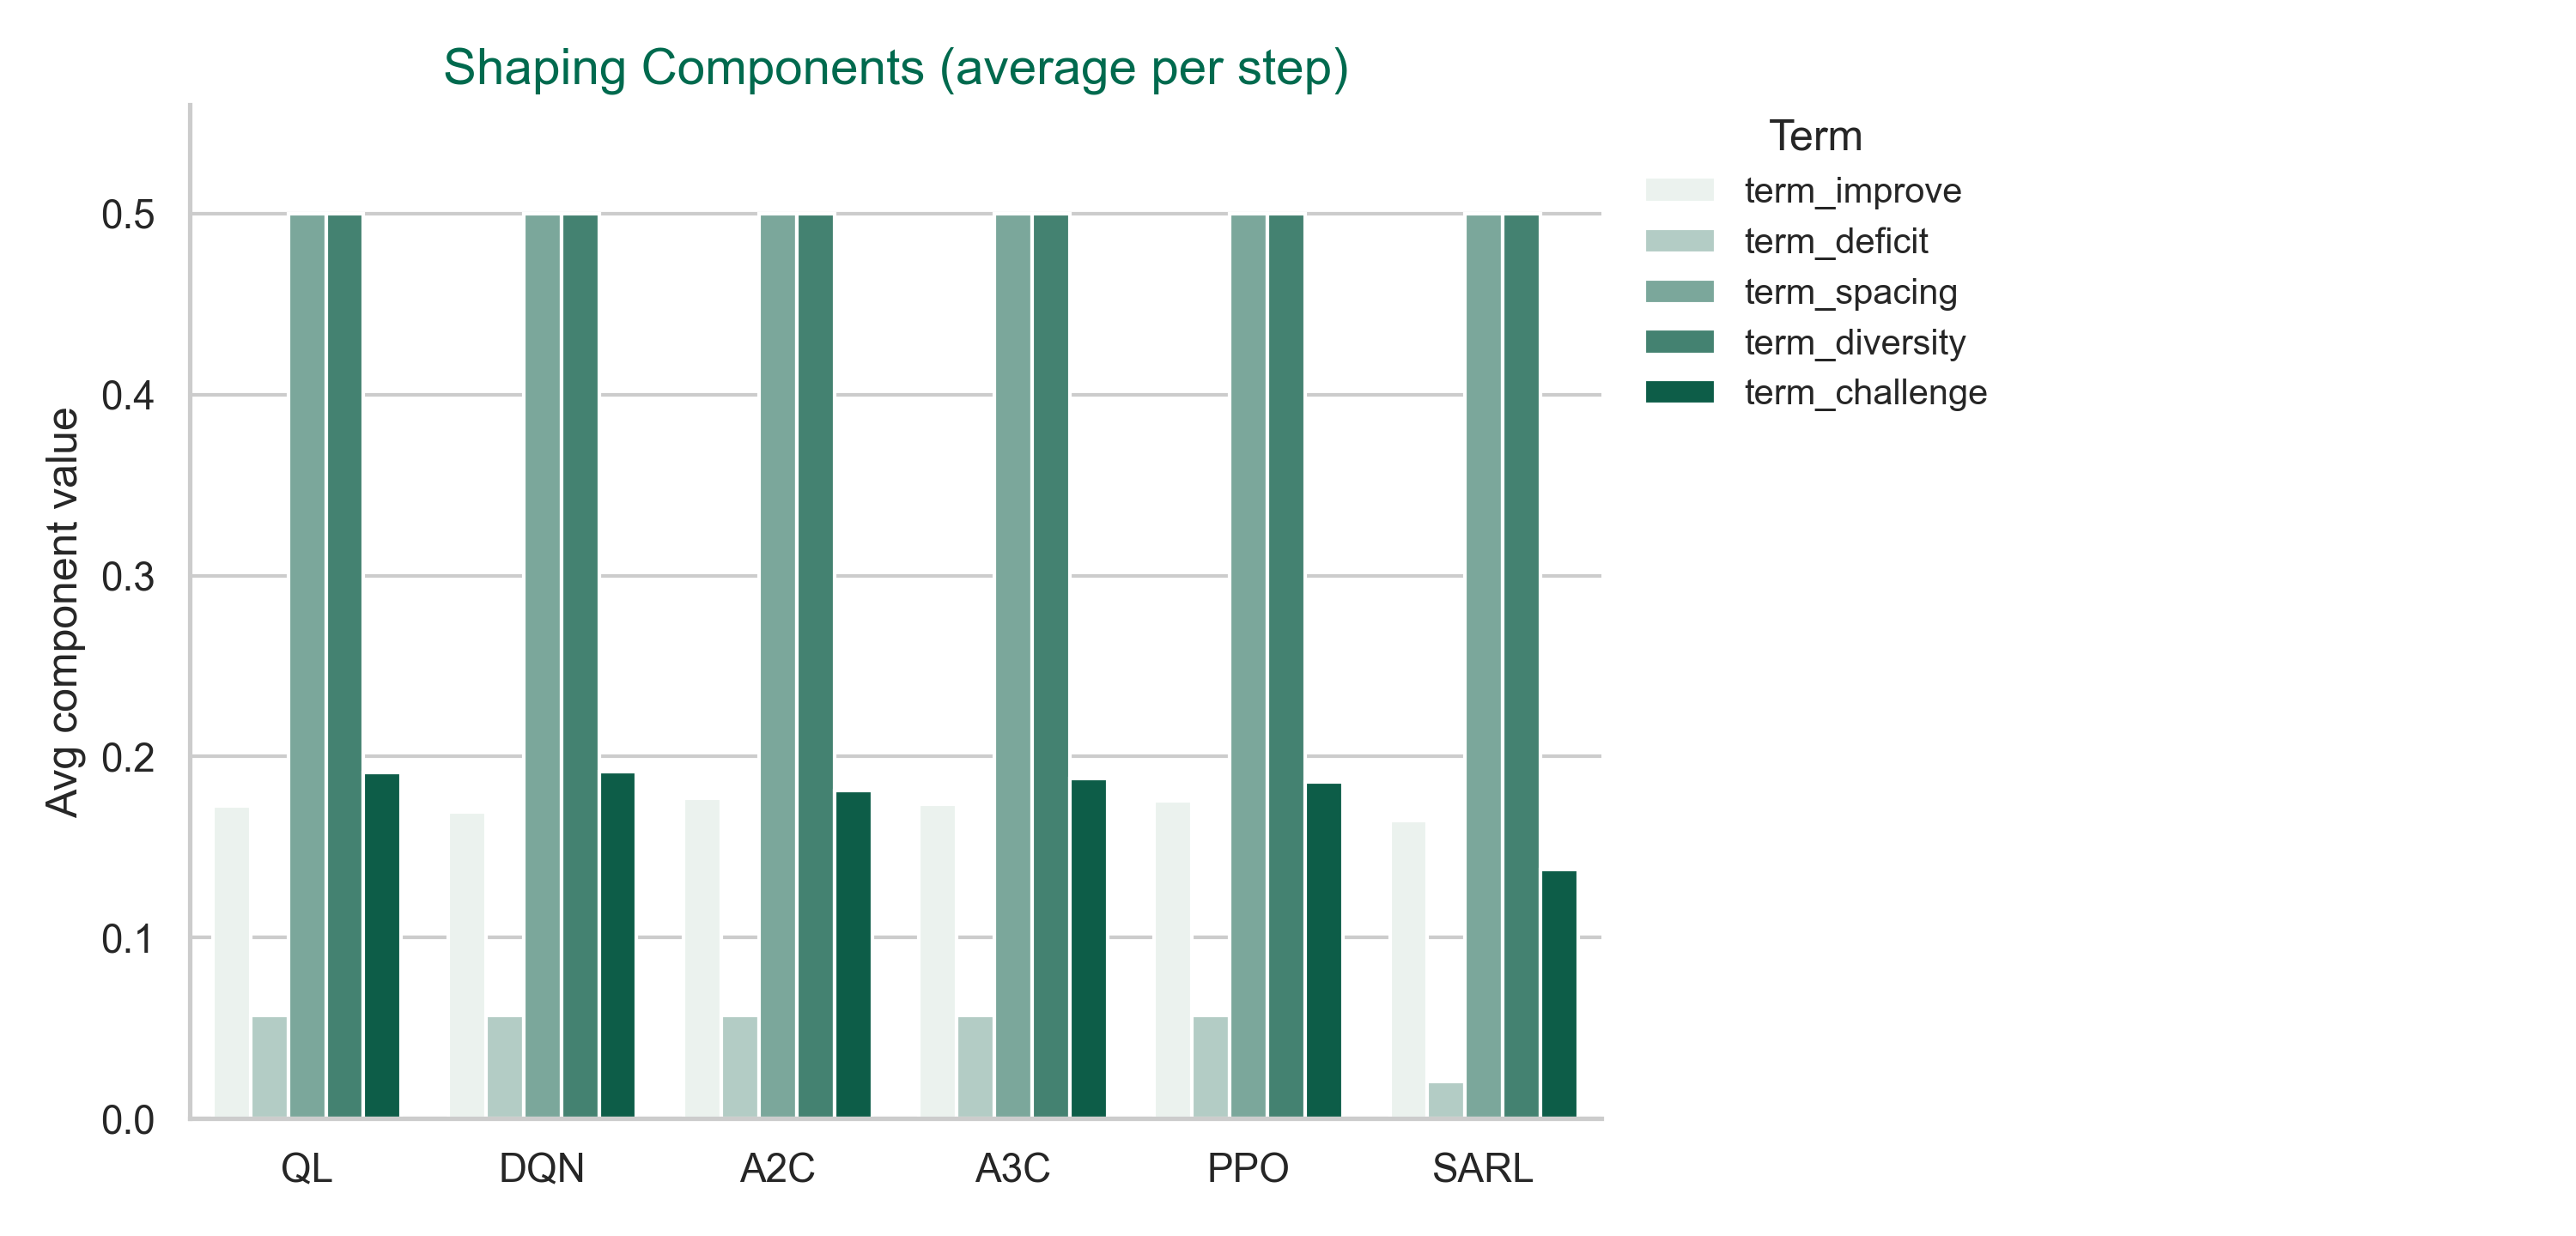 Shaping Components (average per step)
Term
term_improve
term_deficit
term_spacing
term_diversity
term_challenge
Avg component value
0.5
0.4
0.3
0.2
0.1
0.0
QL DQN A2C A3C PPO SARL